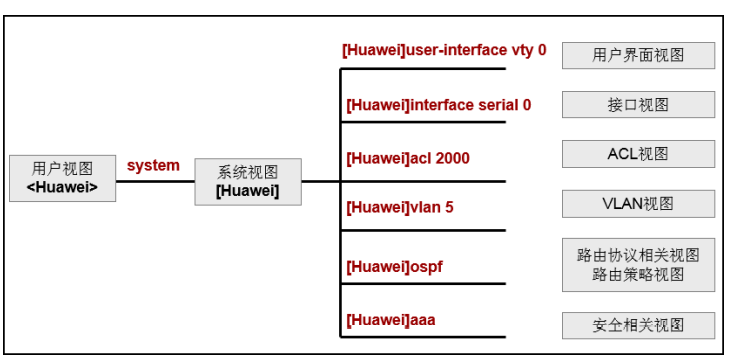 [Huawei]user-interface vty 0
用户界面视图
[Huawei]interface serial 0
接口视图
[Huawei]acl 2000
ACL视图
用户视图
<Huawei>
system
系统视图
[Huawei]
[Huawei]vlan 5
VLAN视图
[Huawei]ospf
路由协议相关视图
路由策略视图
[Huawei]aaa
安全相关视图